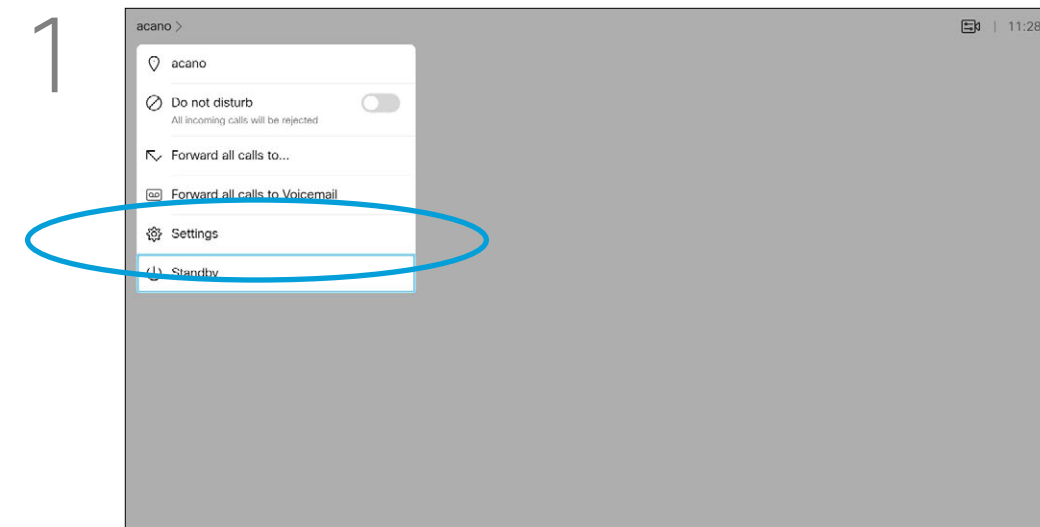 1
acano > | 11:28
acano
Do not disturb
All incoming calls will be rejected
Forward all calls to...
Forward all calls to Voicemail
Settings
Standby